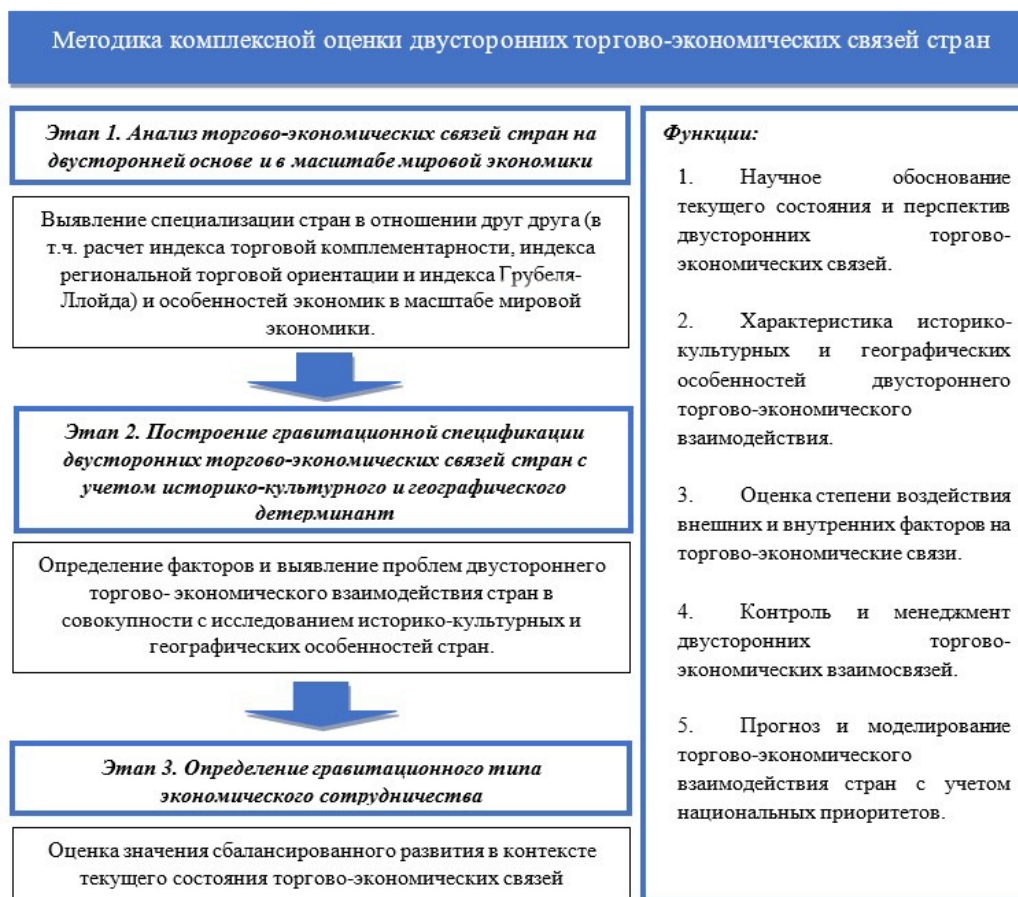 Методика комплексной оценки двусторонних торгово-экономических связей стран
Этап 1. Анализ торгово-экономических связей стран на
двусторонней основе и в масштабе мировой экономики
Выявление специализации стран в отношении друг друга (в
т.ч. расчет индекса торговой комплементарности, индекса
региональной торговой ориентации и индекса Грубеля-
Ллойда) и особенностей экономик в масштабе мировой
экономики.
Этап 2. Построение гравитационной спецификации
двусторонних торгово-экономических связей стран с
учетом историко-культурного и географического
детерминант
Определение факторов и выявление проблем двустороннего
торгово- экономического взаимодействия стран в
совокупности с исследованием историко-культурных и
географических особенностей стран.
Этап 3. Определение гравитационного типа
экономического сотрудничества
Оценка значения сбалансированного развития в контексте
текущего состояния торгово-экономических связей
Функции:
1. Научное обоснование
текущего состояния и перспектив
двусторонних торгово-
экономических связей.
2. Характеристика историко-
культурных и географических
особенностей двустороннего
торгово-экономического
взаимодействия.
3. Оценка степени воздействия
внешних и внутренних факторов на
торгово-экономические связи.
4. Контроль и менеджмент
двусторонних торгово-
экономических взаимосвязей.
5. Прогноз и моделирование
торгово-экономического
взаимодействия стран с учетом
национальных приоритетов.